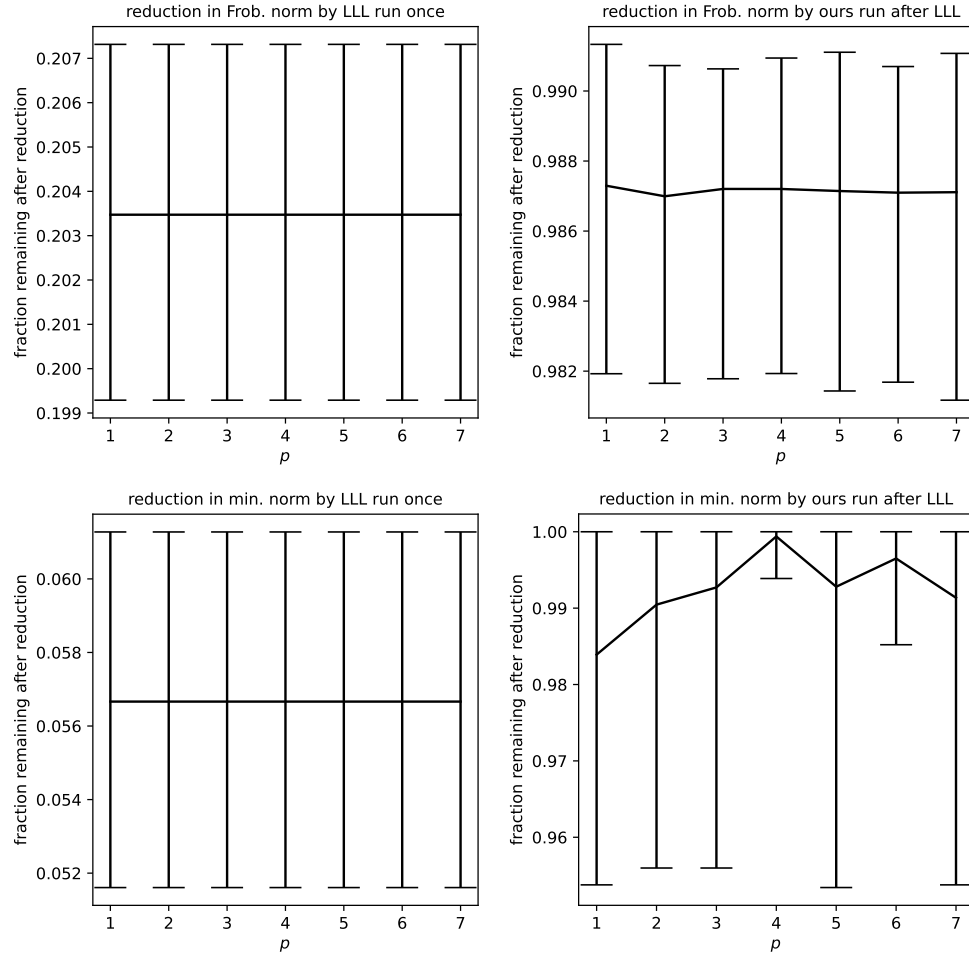 reduction in Frob. norm by LLL run once
fraction remaining after reduction
0.207
0.206
0.205
0.204
0.203
0.202
0.201
0.200
0.199
1 2 3 4 5 6 7
p
reduction in Frob. norm by ours run after LLL
fraction remaining after reduction
0.990
0.988
0.986
0.984
0.982
1 2 3 4 5 6 7
p
reduction in min. norm by LLL run once
fraction remaining after reduction
0.060
0.058
0.056
0.054
0.052
1 2 3 4 5 6 7
p
reduction in min. norm by ours run after LLL
fraction remaining after reduction
1.00
0.99
0.98
0.97
0.96
1 2 3 4 5 6 7
p